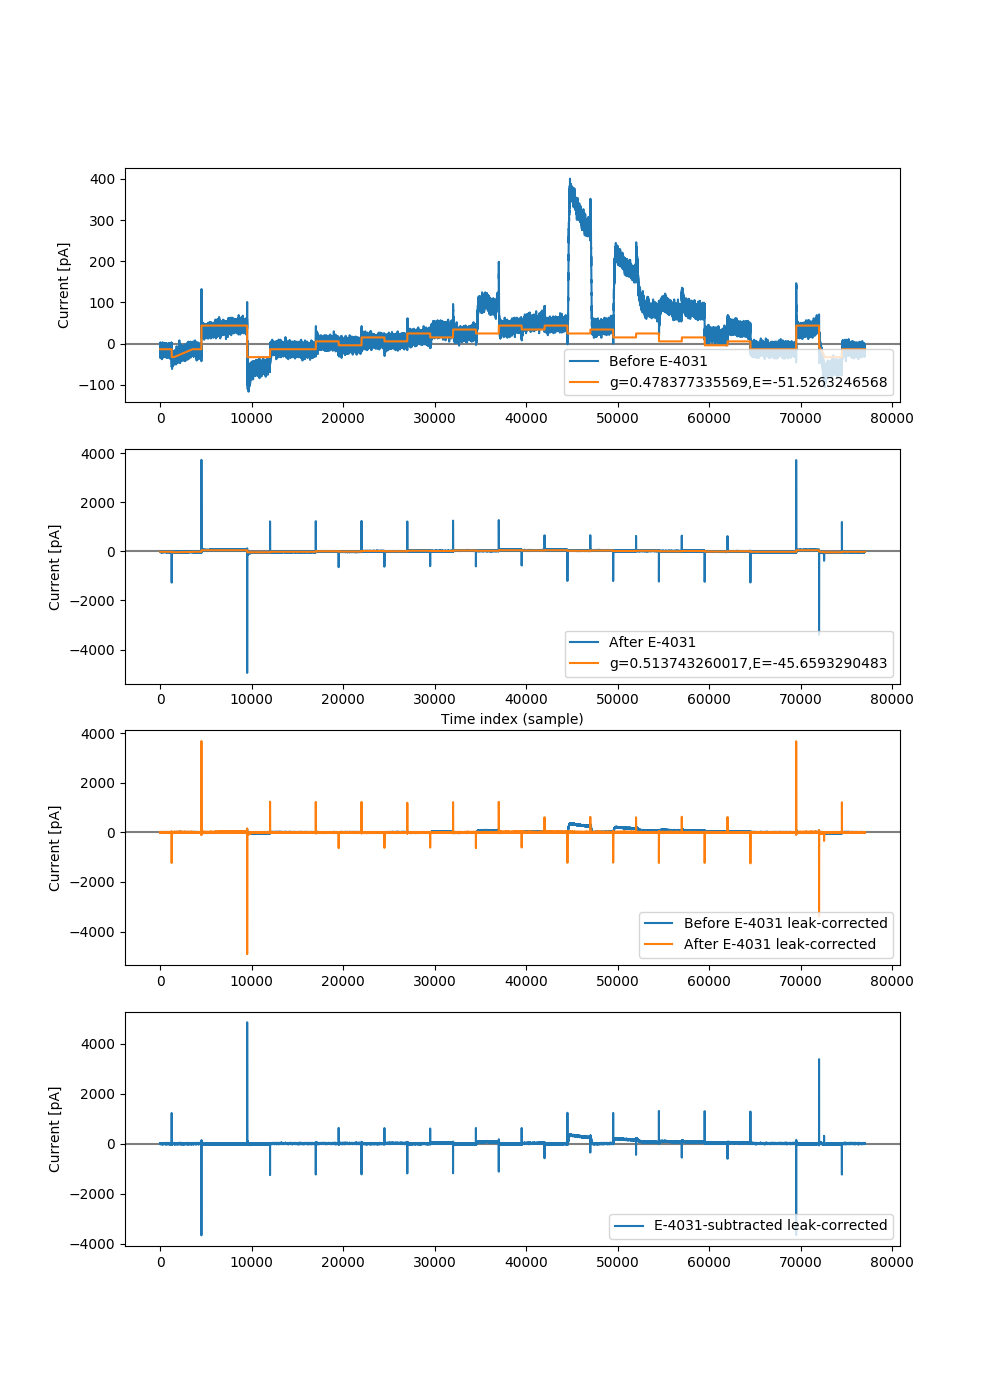 400
300
200
100
0
−100
Current [pA]
Before E-4031
g=0.478377335569,E=-51.5263246568
0 10000 20000 30000 40000 50000 60000 70000 80000
4000
2000
0
−2000
−4000
Current [pA]
After E-4031
g=0.513743260017,E=-45.6593290483
0 10000 20000 30000 40000 50000 60000 70000 80000
Time index (sample)
4000
2000
0
−2000
−4000
Current [pA]
Before E-4031 leak-corrected
After E-4031 leak-corrected
0 10000 20000 30000 40000 50000 60000 70000 80000
4000
2000
0
−2000
−4000
Current [pA]
E-4031-subtracted leak-corrected
0 10000 20000 30000 40000 50000 60000 70000 80000